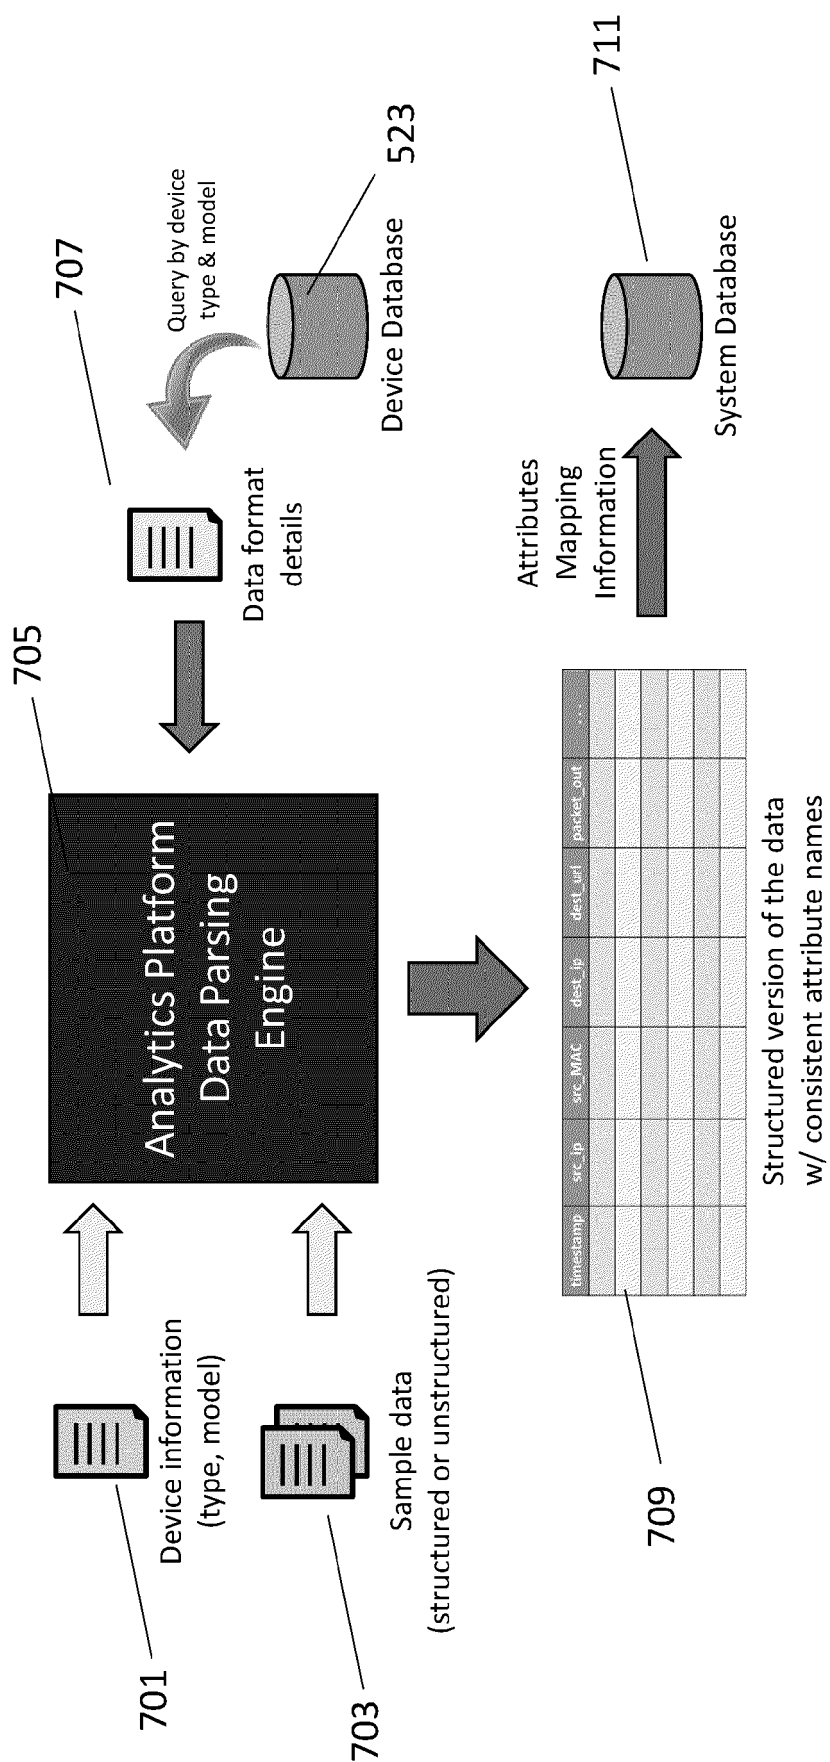 701
Device information
(type, model)
703
Sample data
(structured or unstructured)
705
Analytics Platform
Data Parsing
Engine
707
Data format
details
Query by device
type & model
523
Device Database
709
timestamp
src_ip
src_MAC
dest_ip
dest_url
packet_out
...
Structured version of the data
w/ consistent attribute names
Attributes
Mapping
Information
711
System Database